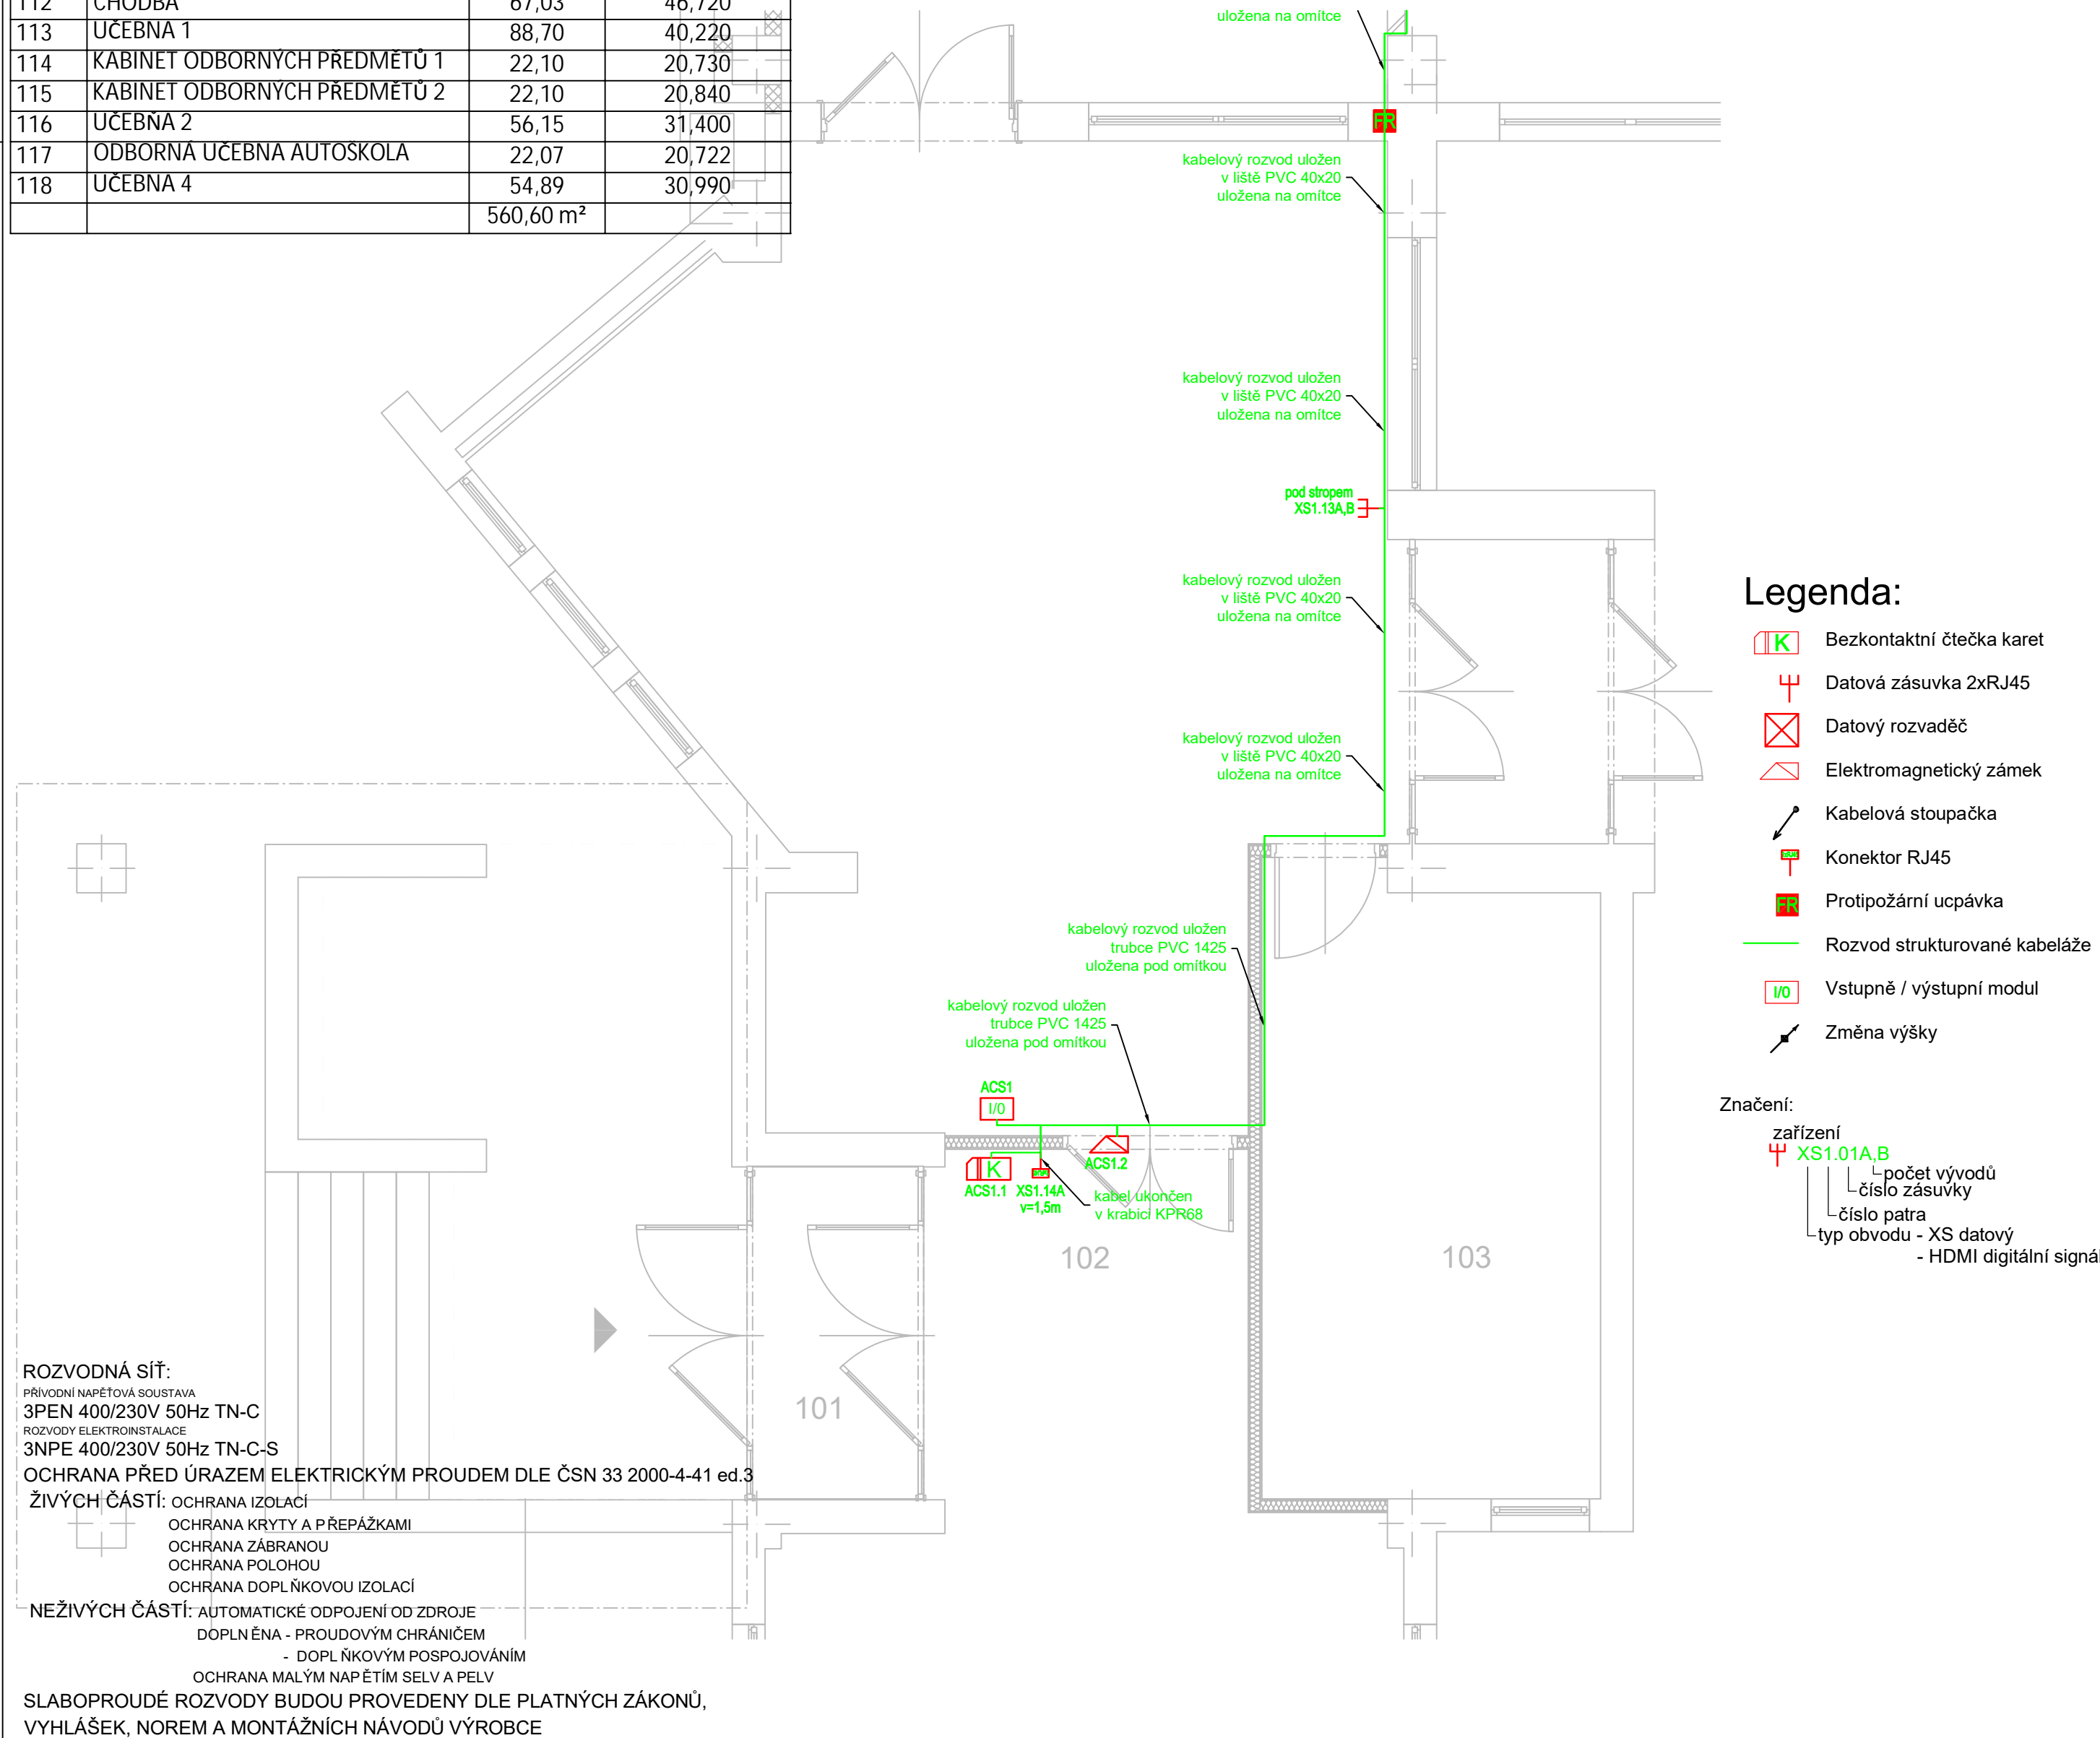 112 CHODBA 67,03 46,720
113 UČEBNA 1 88,70 40,220
114 KABINET ODBORNÝCH PŘEDMĚTŮ 1 22,10 20,730
115 KABINET ODBORNÝCH PŘEDMĚTŮ 2 22,10 20,840
116 UČEBŇA 2 56,15 31,400
117 ODBORNÁ UČEBNA AUTOŠKOLA 22,07 20,722
118 UČEBNA 4 54,89 30,990
560,60 m²
uložena na omítce
FR
kabelový rozvod uložen
v liště PVC 40x20
uložena na omítce
kabelový rozvod uložen
v liště PVC 40x20
uložena na omítce
pod stropem
XS1.13A,B
kabelový rozvod uložen
v liště PVC 40x20
uložena na omítce
kabelový rozvod uložen
v liště PVC 40x20
uložena na omítce
kabelový rozvod uložen
trubce PVC 1425
uložena pod omítkou
kabelový rozvod uložen
trubce PVC 1425
uložena pod omítkou
ACS1
I/0
K
ACS1.1
XS1.14A
v=1,5m
ACS1.2
kabel ukončen
v krabici KPR68
101
102
103
Legenda:
K Bezkontaktní čtečka karet
Datová zásuvka 2xRJ45
Datový rozvaděč
Elektromagnetický zámek
Kabelová stoupačka
Konektor RJ45
FR Protipožární ucpávka
Rozvod strukturované kabeláže
I/0 Vstupně / výstupní modul
Změna výšky
Značení:
zařízení
XS1.01A,B
počet vývodů
číslo zásuvky
číslo patra
typ obvodu - XS datový
- HDMI digitální signál
ROZVODNÁ SÍŤ:
PŘÍVODNÍ NAPĚŤOVÁ SOUSTAVA
3PEN 400/230V 50Hz TN-C
ROZVODY ELEKTROINSTALACE
3NPE 400/230V 50Hz TN-C-S
OCHRANA PŘED ÚRAZEM ELEKTRICKÝM PROUDEM DLE ČSN 33 2000-4-41 ed.3
ŽIVÝCH ČÁSTÍ: OCHRANA IZOLACÍ
OCHRANA KRYTY A PŘEPÁŽKAMI
OCHRANA ZÁBRANOU
OCHRANA POLOHOU
OCHRANA DOPLŇKOVOU IZOLACÍ
NEŽIVÝCH ČÁSTÍ: AUTOMATICKÉ ODPOJENÍ OD ZDROJE
DOPLNĚNA - PROUDOVÝM CHRÁNIČEM
- DOPLŇKOVÝM POSPOJOVÁNÍM
OCHRANA MALÝM NAPĚTÍM SELV A PELV
SLABOPROUDÉ ROZVODY BUDOU PROVEDENY DLE PLATNÝCH ZÁKONŮ,
VYHLÁŠEK, NOREM A MONTÁŽNÍCH NÁVODŮ VÝROBCE